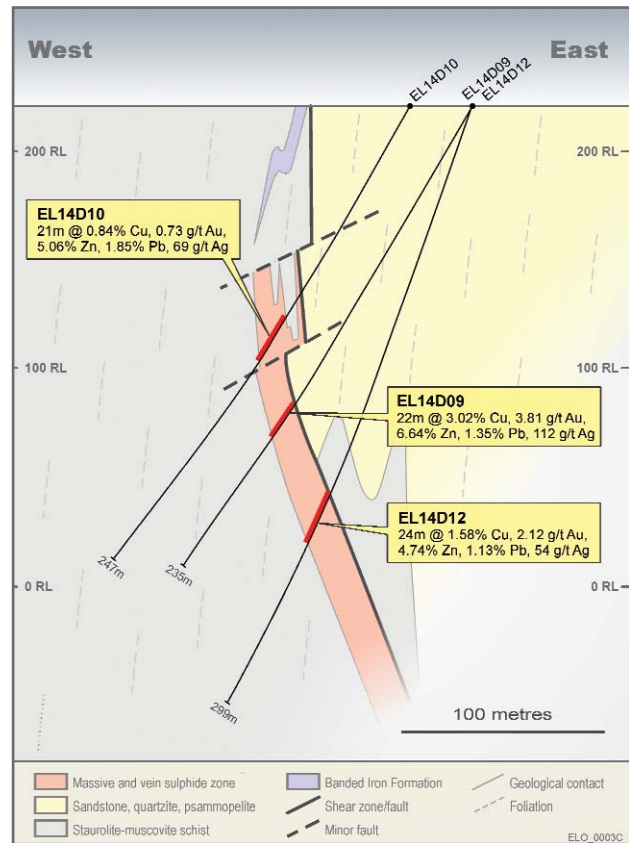 West
East
EL14D10
EL14D09
EL14D12
200 RL
200 RL
EL14D10
21m @ 0.84% Cu, 0.73 g/t Au,
5.06% Zn, 1.85% Pb, 69 g/t Ag
100 RL
100 RL
EL14D09
22m @ 3.02% Cu, 3.81 g/t Au,
6.64% Zn, 1.35% Pb, 112 g/t Ag
EL14D12
24m @ 1.58% Cu, 2.12 g/t Au,
4.74% Zn, 1.13% Pb, 54 g/t Ag
247m
235m
0 RL
0 RL
299m
100 metres
Massive and vein sulphide zone
Banded Iron Formation
Geological contact
Sandstone, quartzite, psammopelite
Shear zone/fault
Foliation
Staurolite-muscovite schist
Minor fault
ELO_0003C